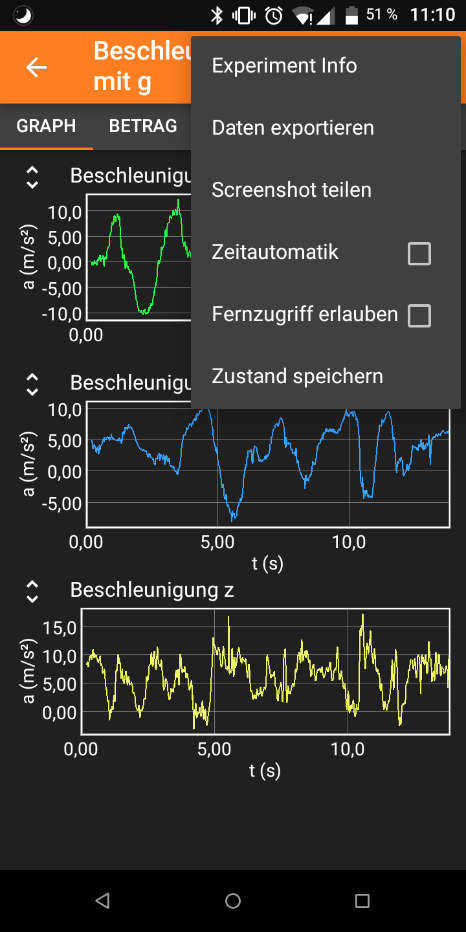 51 % 11:10
Beschleu
mit g
Experiment Info
Daten exportieren
Screenshot teilen
Zeitautomatik
Fernzugriff erlauben
Zustand speichern
GRAPH BETRAG
Beschleunigu
a (m/s²)
10,0
5,00
0,00
-5,00
-10,0
0,00
Beschleunigu
a (m/s²)
10,0
5,00
0,00
-5,00
0,00 5,00 10,0
t (s)
Beschleunigung z
a (m/s²)
15,0
10,0
5,00
0,00
0,00 5,00 10,0
t (s)